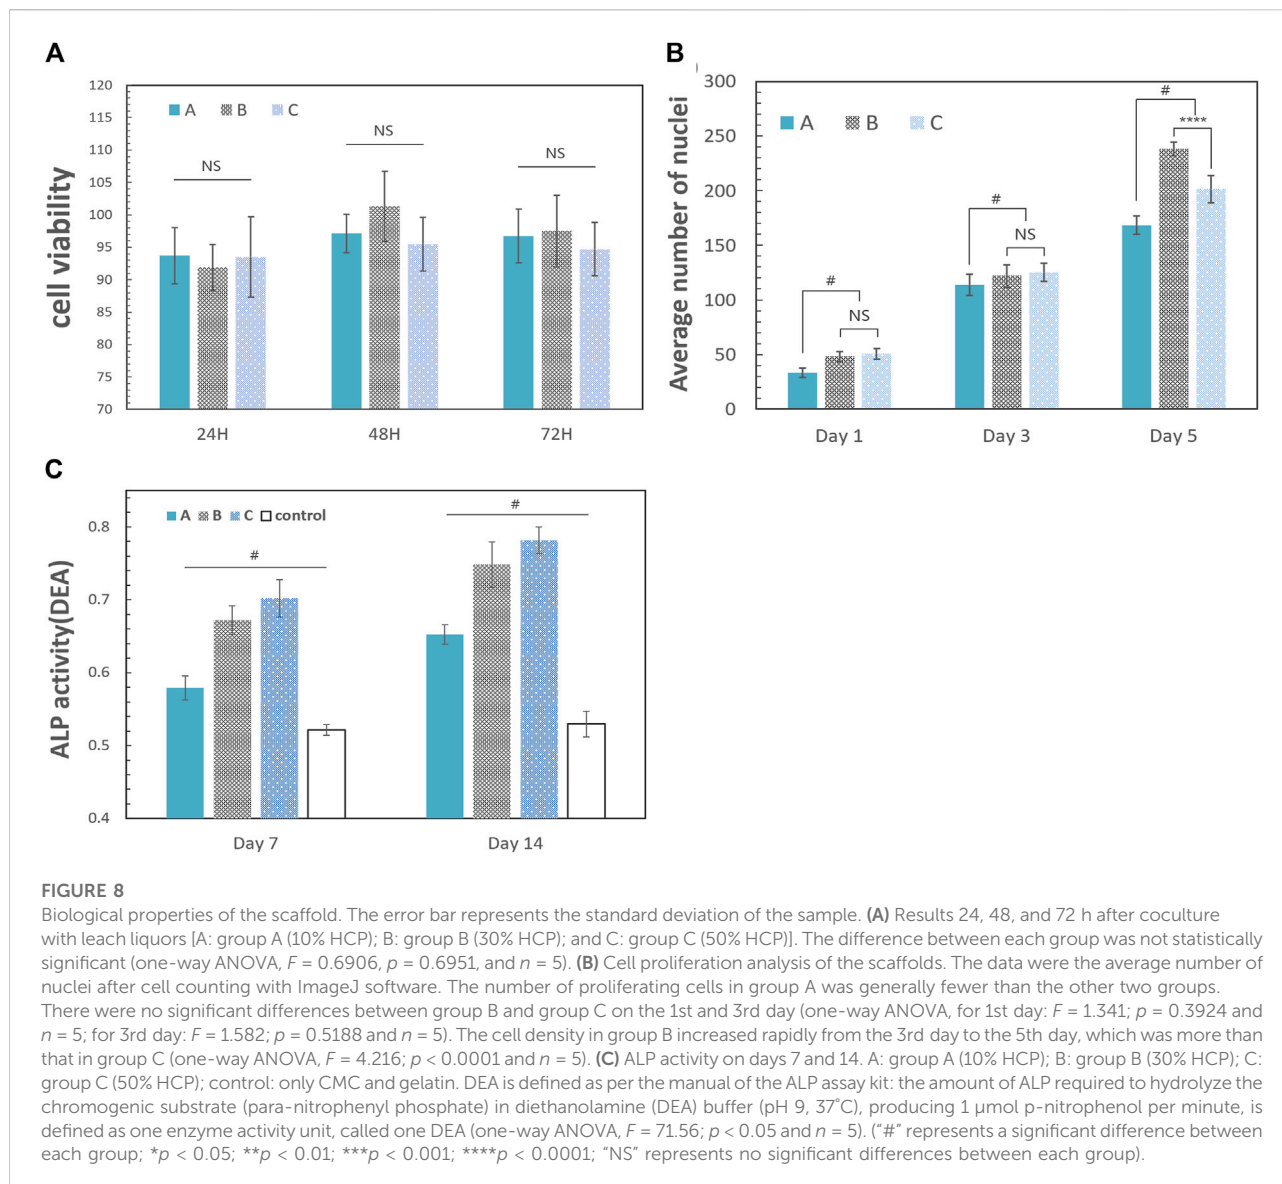 A
120
115
110
105
100
95
90
85
80
75
70
cell viability
A B C
NS
NS
NS
24H 48H 72H
B
300
250
200
150
100
50
0
Average number of nuclei
A B C
#
NS
#
NS
#
****
Day 1 Day 3 Day 5
C
0.8
0.7
0.6
0.5
0.4
ALP activity(DEA)
A B C control
#
#
Day 7 Day 14
FIGURE 8
Biological properties of the scaffold. The error bar represents the standard deviation of the sample. (A) Results 24, 48, and 72 h after coculture
with leach liquors [A: group A (10% HCP); B: group B (30% HCP); and C: group C (50% HCP)]. The difference between each group was not statistically
significant (one-way ANOVA, F = 0.6906, p = 0.6951, and n = 5). (B) Cell proliferation analysis of the scaffolds. The data were the average number of
nuclei after cell counting with ImageJ software. The number of proliferating cells in group A was generally fewer than the other two groups.
There were no significant differences between group B and group C on the 1st and 3rd day (one-way ANOVA, for 1st day: F = 1.341; p = 0.3924 and
n = 5; for 3rd day: F = 1.582; p = 0.5188 and n = 5). The cell density in group B increased rapidly from the 3rd day to the 5th day, which was more than
that in group C (one-way ANOVA, F = 4.216; p < 0.0001 and n = 5). (C) ALP activity on days 7 and 14. A: group A (10% HCP); B: group B (30% HCP); C:
group C (50% HCP); control: only CMC and gelatin. DEA is defined as per the manual of the ALP assay kit: the amount of ALP required to hydrolyze the
chromogenic substrate (para-nitrophenyl phosphate) in diethanolamine (DEA) buffer (pH 9, 37°C), producing 1 μmol p-nitrophenol per minute, is
defined as one enzyme activity unit, called one DEA (one-way ANOVA, F = 71.56; p < 0.05 and n = 5). ("#" represents a significant difference between
each group; *p < 0.05; **p < 0.01; ***p < 0.001; ****p < 0.0001; "NS" represents no significant differences between each group).